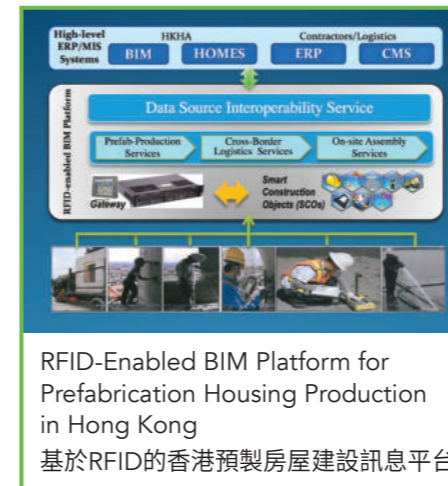 High-level
ERP/MIS
Systems
HKHA
Contractors/Logistics
BIM
HOMES
ERP
CMS
RFID-enabled BIM Platform
Data Source Interoperability Service
Prefab-Production
Services
Cross-Border
Logistics Services
On-site Assembly
Services
Gateway
Smart
Construction
Objects (SCOs)
RFID-Enabled BIM Platform for
Prefabrication Housing Production
in Hong Kong
基於RFID的香港預製房屋建設訊息平台